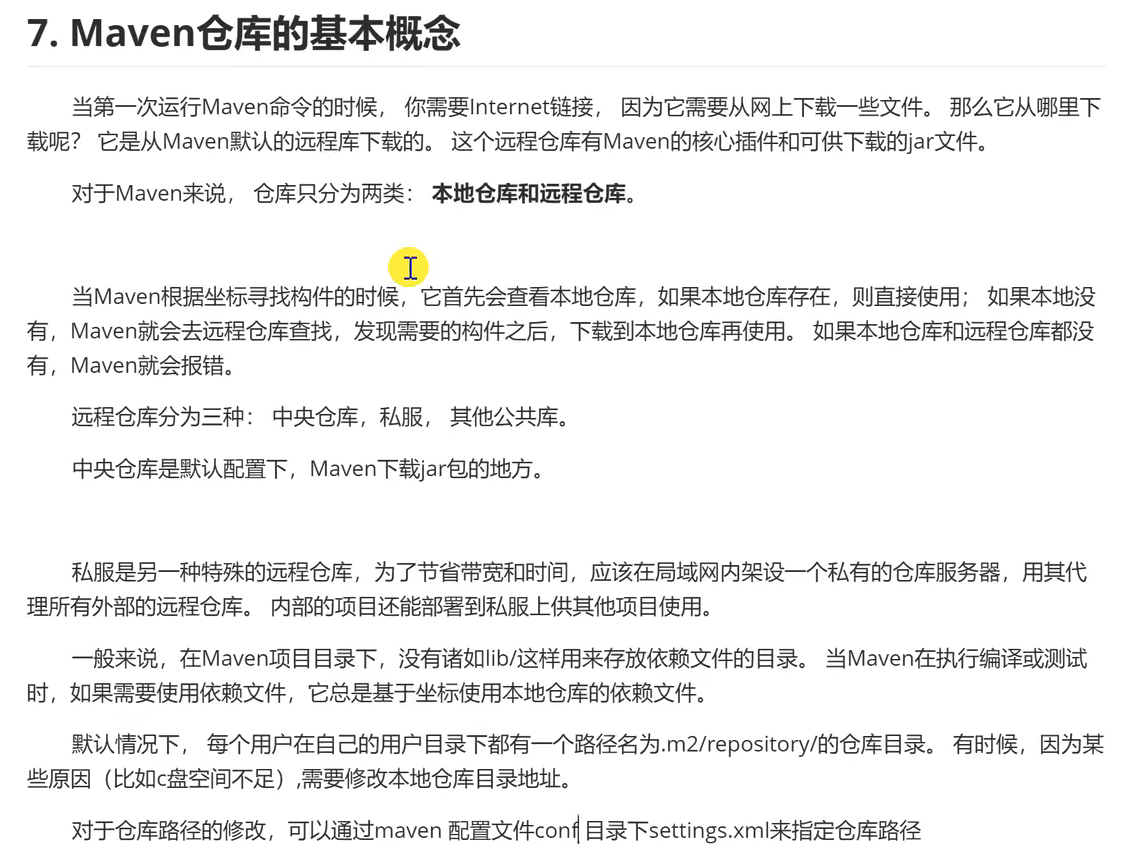 7. Maven仓库的基本概念
当第一次运行Maven命令的时候， 你需要Internet链接， 因为它需要从网上下载一些文件。 那么它从哪里下
载呢？ 它是从Maven默认的远程库下载的。 这个远程仓库有Maven的核心插件和可供下载的jar文件。
对于Maven来说， 仓库只分为两类： 本地仓库和远程仓库。
当Maven根据坐标寻找构件的时候，它首先会查看本地仓库，如果本地仓库存在，则直接使用； 如果本地没
有，Maven就会去远程仓库查找，发现需要的构件之后，下载到本地仓库再使用。 如果本地仓库和远程仓库都没
有，Maven就会报错。
远程仓库分为三种： 中央仓库，私服， 其他公共库。
中央仓库是默认配置下，Maven下载jar包的地方。
私服是另一种特殊的远程仓库，为了节省带宽和时间，应该在局域网内架设一个私有的仓库服务器，用其代
理所有外部的远程仓库。 内部的项目还能部署到私服上供其他项目使用。
一般来说，在Maven项目目录下，没有诸如lib/这样用来存放依赖文件的目录。 当Maven在执行编译或测试
时，如果需要使用依赖文件，它总是基于坐标使用本地仓库的依赖文件。
默认情况下， 每个用户在自己的用户目录下都有一个路径名为.m2/repository/的仓库目录。 有时候，因为某
些原因（比如c盘空间不足）,需要修改本地仓库目录地址。
对于仓库路径的修改，可以通过maven 配置文件conf 目录下settings.xml来指定仓库路径